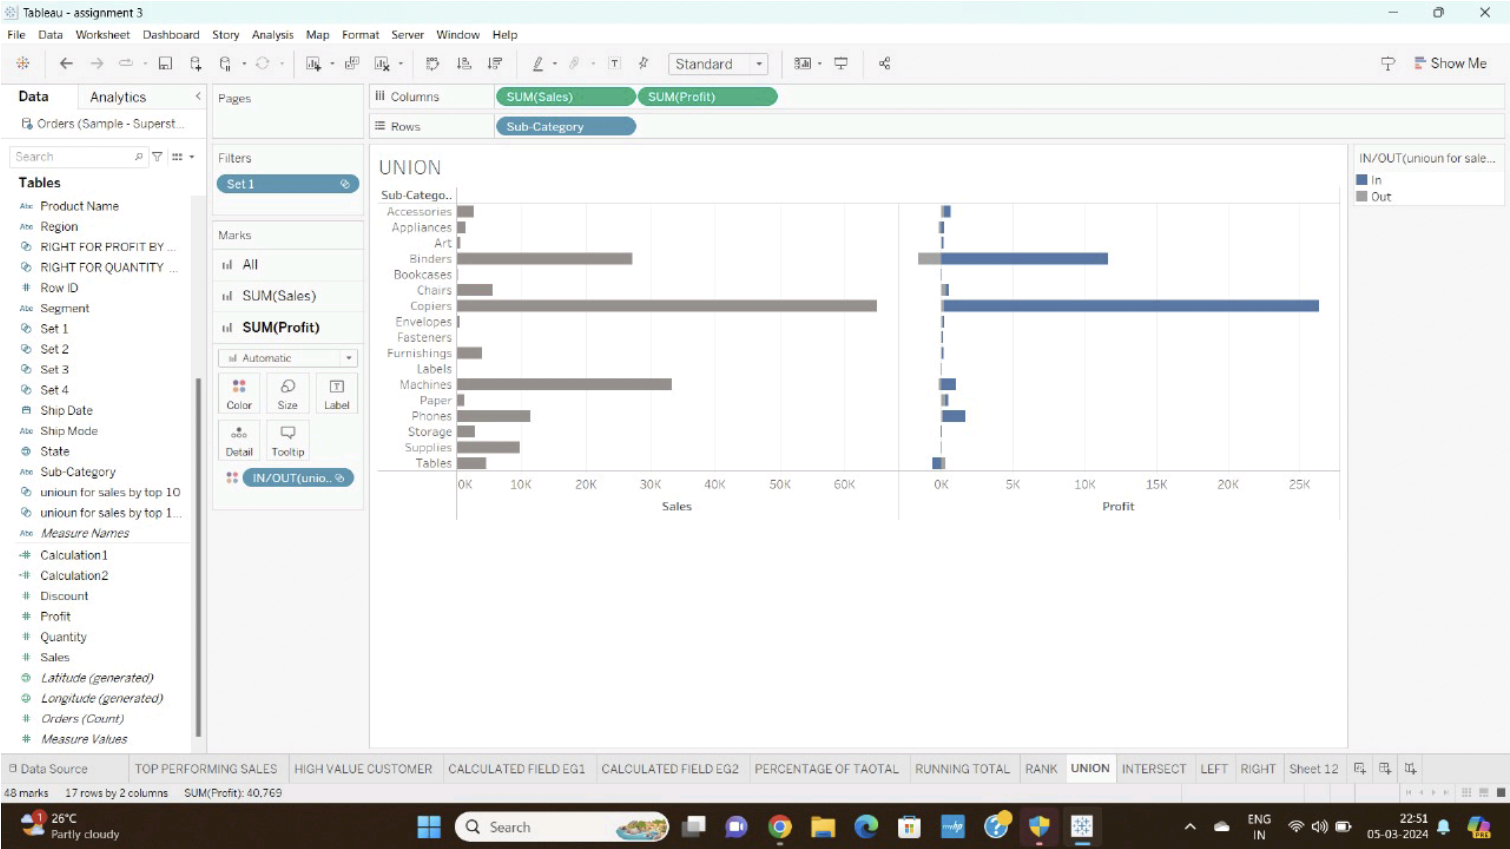 Tableau - assignment 3
File Data Worksheet Dashboard Story Analysis Map Format Server Window Help
Standard
Show Me
Data Analytics
Orders (Sample - Superst...
Search
Tables
Product Name
Region
RIGHT FOR PROFIT BY ...
RIGHT FOR QUANTITY ...
Row ID
Segment
Set 1
Set 2
Set 3
Set 4
Ship Date
Ship Mode
State
Sub-Category
unioun for sales by top 10
unioun for sales by top 1...
Measure Names
Calculation1
Calculation2
Discount
Profit
Quantity
Sales
Latitude (generated)
Longitude (generated)
Orders (Count)
Measure Values
Pages
Filters
Set 1
Marks
All
SUM(Sales)
SUM(Profit)
Automatic
Color Size Label
Detail Tooltip
IN/OUT(unio..
Columns SUM(Sales) SUM(Profit)
Rows Sub-Category
UNION
Sub-Catego..
Accessories
Appliances
Art
Binders
Bookcases
Chairs
Copiers
Envelopes
Fasteners
Furnishings
Labels
Machines
Paper
Phones
Storage
Supplies
Tables
0K 10K 20K 30K 40K 50K 60K 0K 5K 10K 15K 20K 25K
Sales Profit
IN/OUT(unioun for sale...
In
Out
Data Source TOP PERFORMING SALES HIGH VALUE CUSTOMER CALCULATED FIELD EG1 CALCULATED FIELD EG2 PERCENTAGE OF TAOTAL RUNNING TOTAL RANK UNION INTERSECT LEFT RIGHT Sheet 12
48 marks 17 rows by 2 columns SUM(Profit): 40,769
1
26°C
Partly cloudy
Search
ENG
IN
22:51
05-03-2024